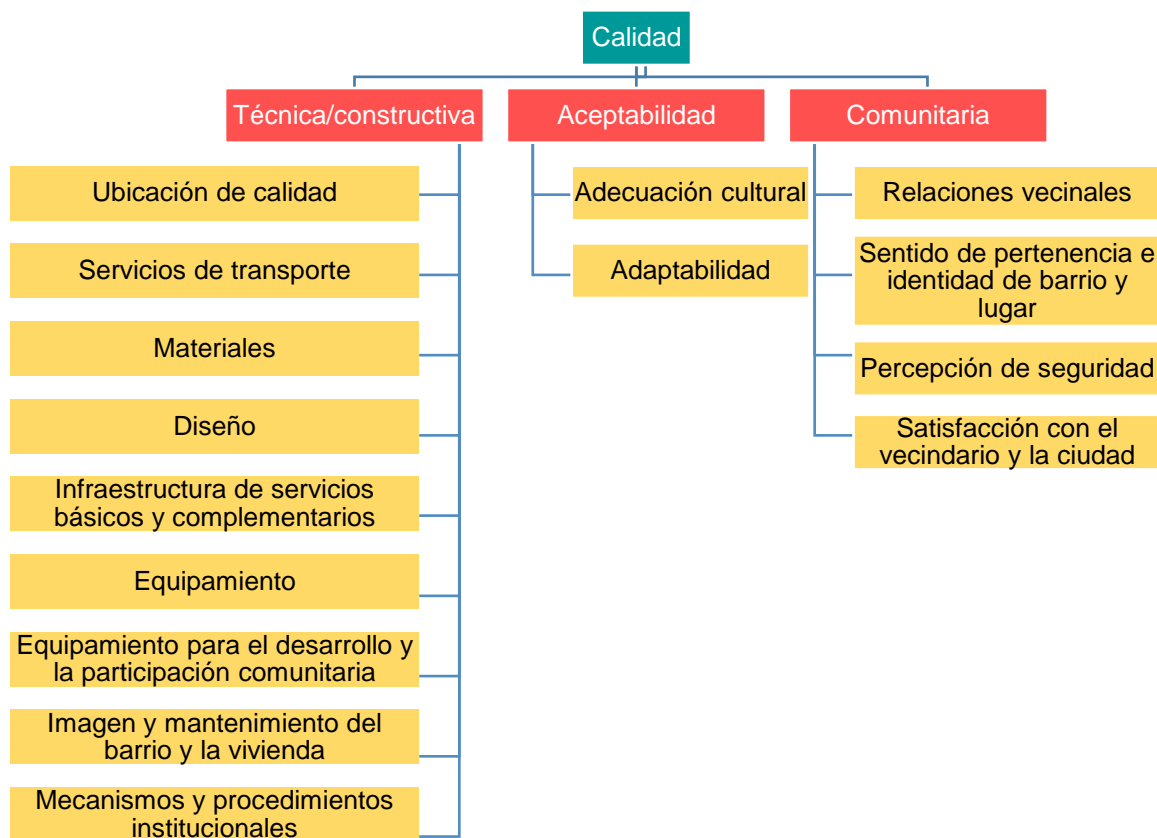 Calidad
Técnica/constructiva
Ubicación de calidad
Servicios de transporte
Materiales
Diseño
Infraestructura de servicios
básicos y complementarios
Equipamiento
Equipamiento para el desarrollo y
la participación comunitaria
Imagen y mantenimiento del
barrio y la vivienda
Mecanismos y procedimientos
institucionales
Aceptabilidad
Adecuación cultural
Adaptabilidad
Comunitaria
Relaciones vecinales
Sentido de pertenencia e
identidad de barrio y
lugar
Percepción de seguridad
Satisfacción con el
vecindario y la ciudad